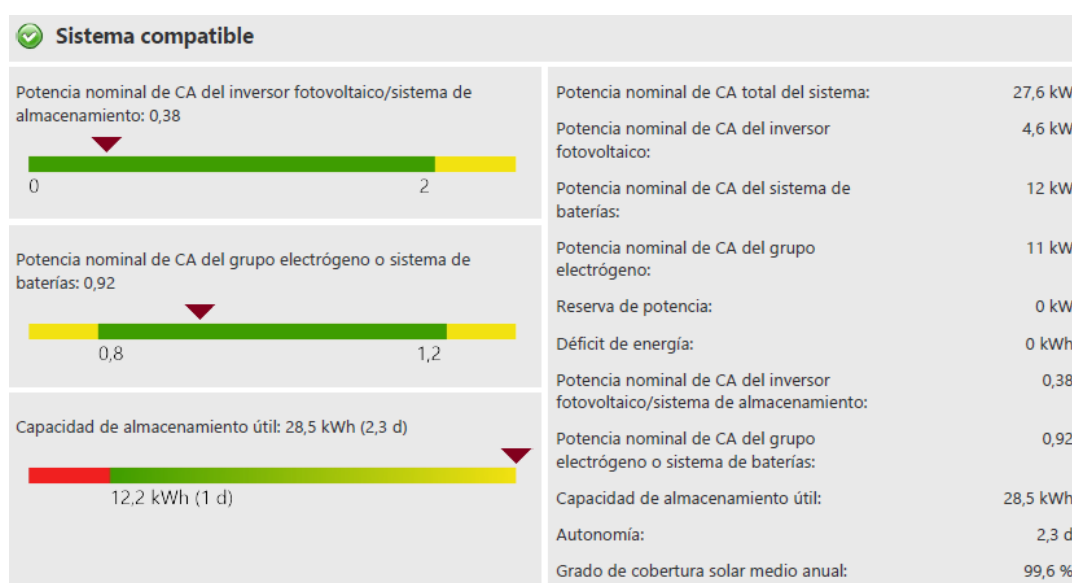 Sistema compatible
Potencia nominal de CA del inversor fotovoltaico/sistema de
almacenamiento: 0,38
0
2
Potencia nominal de CA del grupo electrógeno o sistema de
baterías: 0,92
0,8
1,2
Capacidad de almacenamiento útil: 28,5 kWh (2,3 d)
12,2 kWh (1 d)
Potencia nominal de CA total del sistema: 27,6 kW
Potencia nominal de CA del inversor 4,6 kW
fotovoltaico:
Potencia nominal de CA del sistema de 12 kW
baterías:
Potencia nominal de CA del grupo 11 kW
electrógeno:
Reserva de potencia: 0 kW
Déficit de energía: 0 kWh
Potencia nominal de CA del inversor 0,38
fotovoltaico/sistema de almacenamiento:
Potencia nominal de CA del grupo 0,92
electrógeno o sistema de baterías:
Capacidad de almacenamiento útil: 28,5 kWh
Autonomía: 2,3 d
Grado de cobertura solar medio anual: 99,6 %